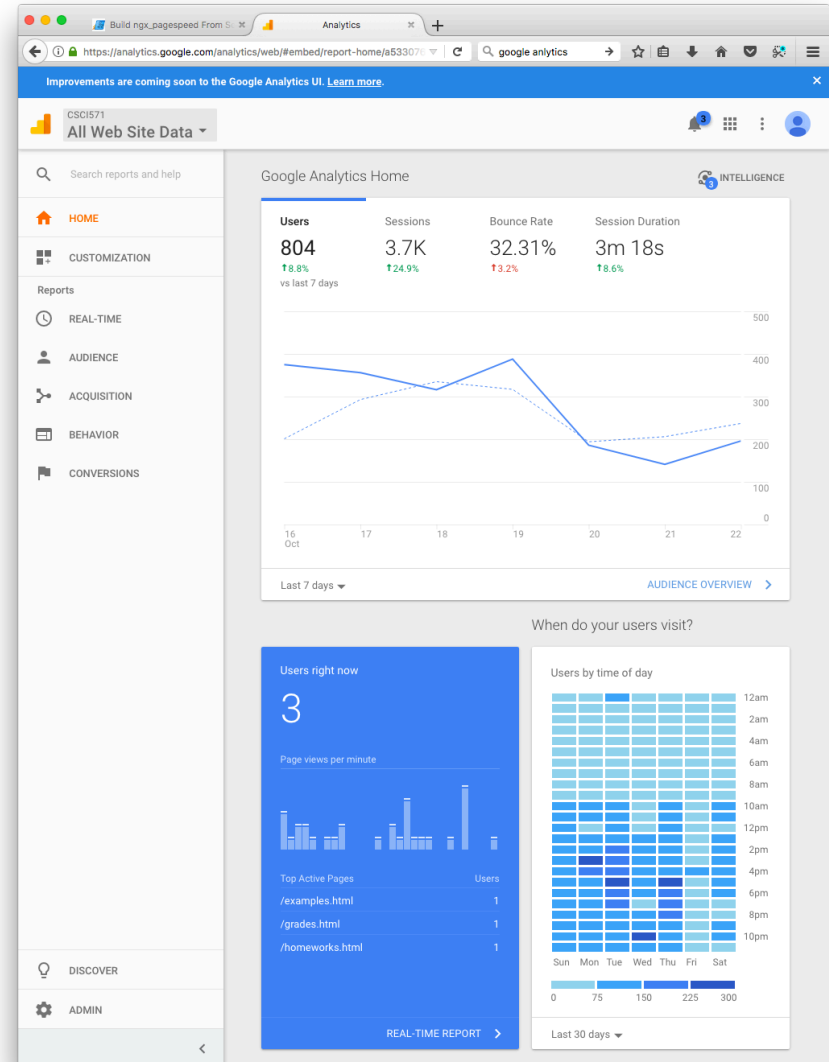 Build ngx_pagespeed From S
Analytics
https://analytics.google.com/analytics/web/#embed/report-home/a53307
google anlytics
Improvements are coming soon to the Google Analytics UI. Learn more.
CSCI571
All Web Site Data
3
Search reports and help
HOME
CUSTOMIZATION
Reports
REAL-TIME
AUDIENCE
ACQUISITION
BEHAVIOR
CONVERSIONS
DISCOVER
ADMIN
Google Analytics Home
3
INTELLIGENCE
Users Sessions Bounce Rate Session Duration
804 3.7K 32.31% 3m 18s
8.8% 24.9% 3.2% 8.6%
vs last 7 days
500
400
300
200
100
0
16 17 18 19 20 21 22
Oct
Last 7 days
AUDIENCE OVERVIEW
Users right now
3
Page views per minute
Top Active Pages Users
/examples.html 1
/grades.html 1
/homeworks.html 1
REAL-TIME REPORT
When do your users visit?
Users by time of day
12am
2am
4am
6am
8am
10am
12pm
2pm
4pm
6pm
8pm
10pm
Sun Mon Tue Wed Thu Fri Sat
0 75 150 225 300
Last 30 days